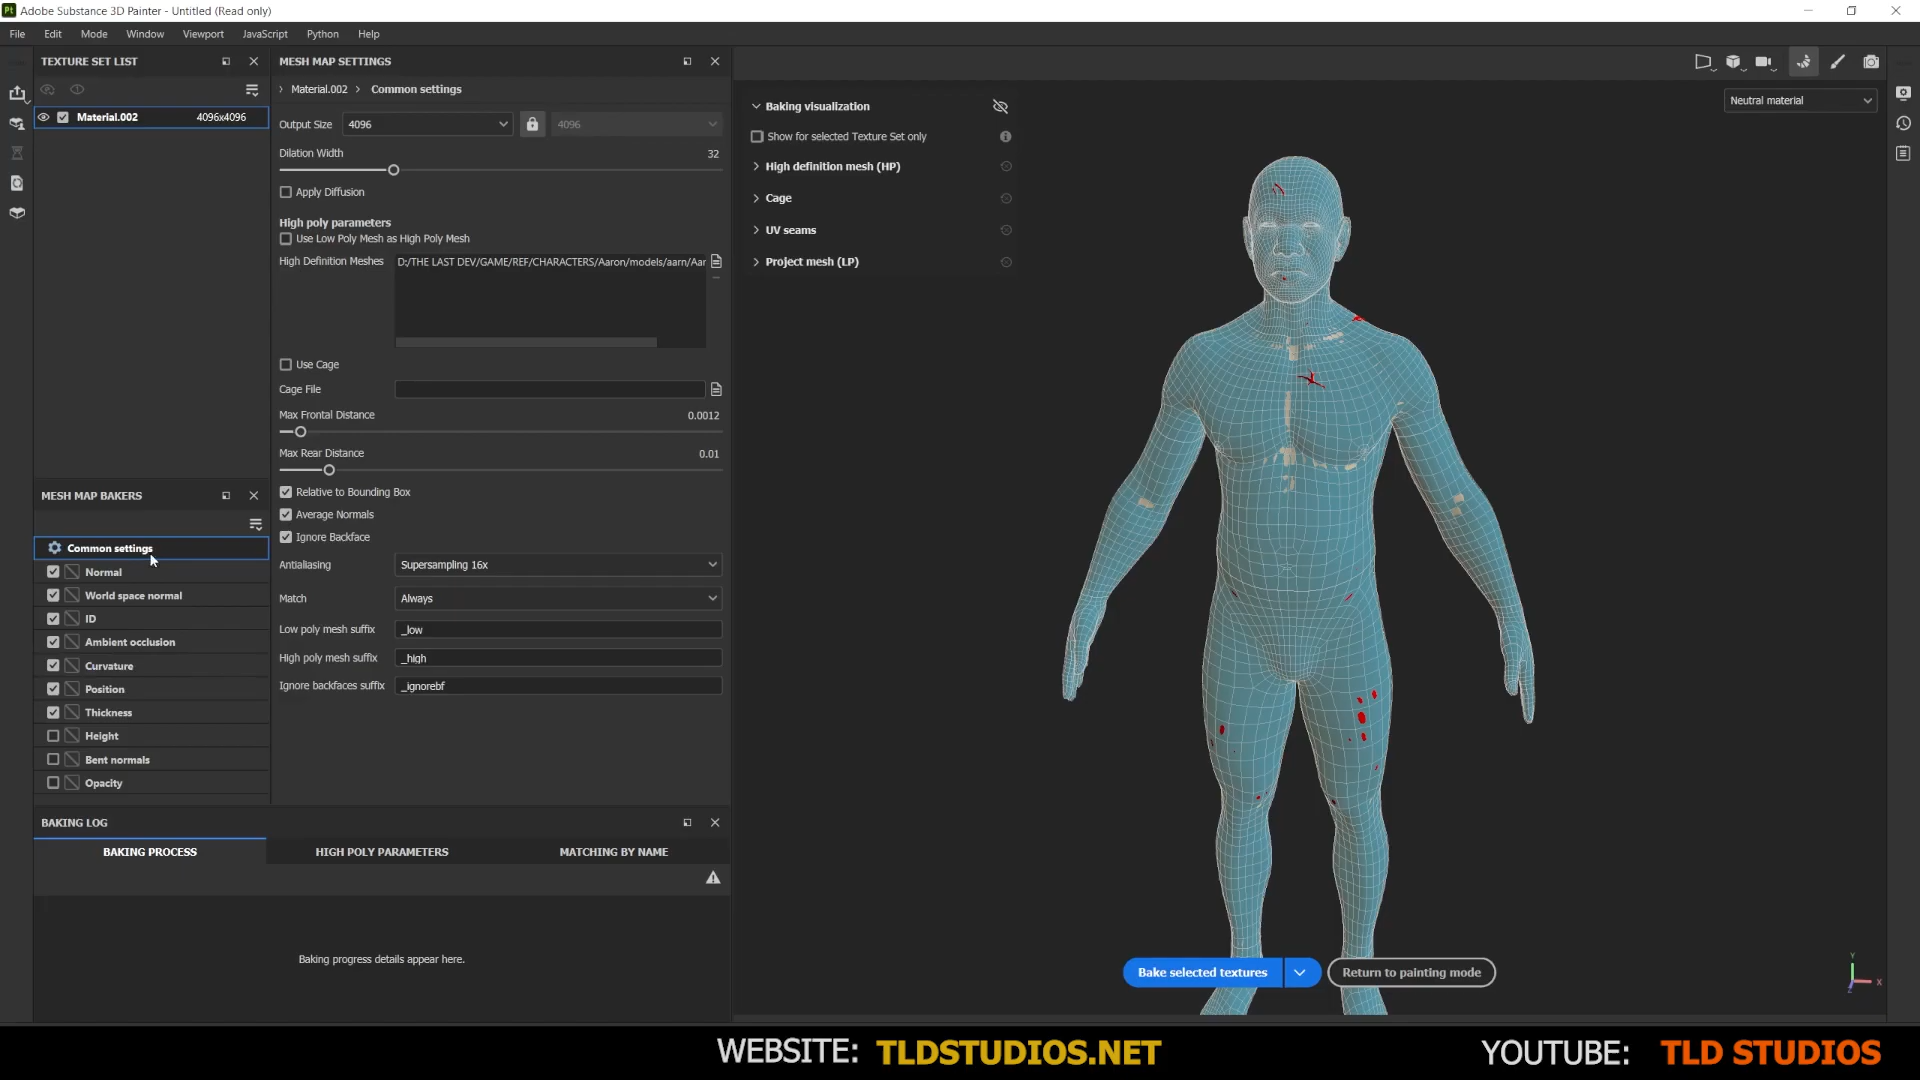 Adobe Substance 3D Painter - Untitled (Read only)
File Edit Mode Window Viewport JavaScript Python Help
TEXTURE SET LIST
Material.002 4096x4096
MESH MAP SETTINGS
Material.002 > Common settings
Output Size 4096 4096
Dilation Width 32
Apply Diffusion
High poly parameters
Use Low Poly Mesh as High Poly Mesh
High Definition Meshes D:/THE LAST DEV/GAME/REF/CHARACTERS/Aaron/models/aarn/Aar
Use Cage
Cage File
Max Frontal Distance 0.0012
Max Rear Distance 0.01
Relative to Bounding Box
Average Normals
Ignore Backface
Antialiasing Supersampling 16x
Match Always
Low poly mesh suffix _low
High poly mesh suffix _high
Ignore backfaces suffix _ignorebf
MESH MAP BAKERS
Common settings
Normal
World space normal
ID
Ambient occlusion
Curvature
Position
Thickness
Height
Bent normals
Opacity
BAKING LOG
BAKING PROCESS HIGH POLY PARAMETERS MATCHING BY NAME
Baking progress details appear here.
Baking visualization
Show for selected Texture Set only
High definition mesh (HP)
Cage
UV seams
Project mesh (LP)
Neutral material
Bake selected textures Return to painting mode
Y
X
WEBSITE: TLDSTUDIOS.NET YOUTUBE: TLD STUDIOS